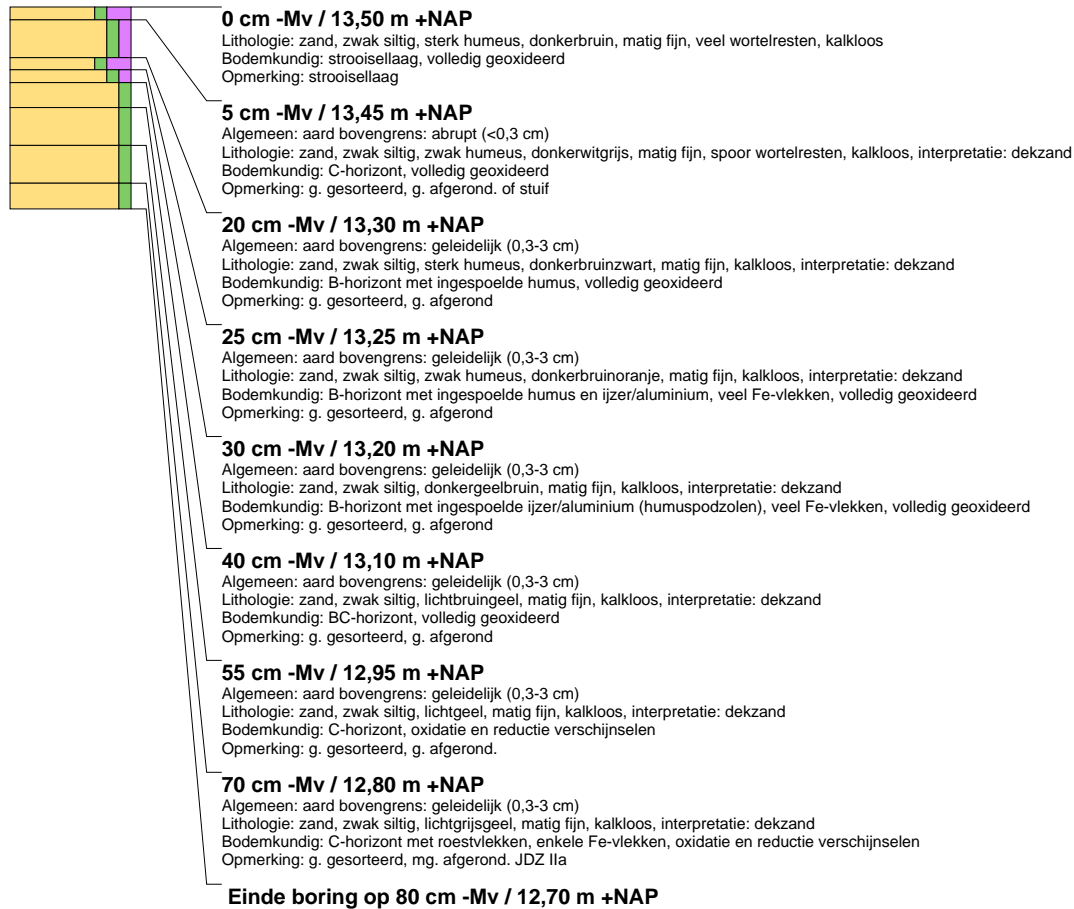 0 cm -Mv / 13,50 m +NAP
Lithologie: zand, zwak siltig, sterk humeus, donkerbruin, matig fijn, veel wortelresten, kalkloos
Bodemkundig: strooisellaag, volledig geoxideerd
Opmerking: strooisellaag
5 cm -Mv / 13,45 m +NAP
Algemeen: aard bovengrens: abrupt (<0,3 cm)
Lithologie: zand, zwak siltig, zwak humeus, donkerwitgrijs, matig fijn, spoor wortelresten, kalkloos, interpretatie: dekzand
Bodemkundig: C-horizont, volledig geoxideerd
Opmerking: g. gesorteerd, g. afgerond. of stuif
20 cm -Mv / 13,30 m +NAP
Algemeen: aard bovengrens: geleidelijk (0,3-3 cm)
Lithologie: zand, zwak siltig, sterk humeus, donkerbruinzwart, matig fijn, kalkloos, interpretatie: dekzand
Bodemkundig: B-horizont met ingespoelde humus, volledig geoxideerd
Opmerking: g. gesorteerd, g. afgerond
25 cm -Mv / 13,25 m +NAP
Algemeen: aard bovengrens: geleidelijk (0,3-3 cm)
Lithologie: zand, zwak siltig, zwak humeus, donkerbruinoranje, matig fijn, kalkloos, interpretatie: dekzand
Bodemkundig: B-horizont met ingespoelde humus en ijzer/aluminium, veel Fe-vlekken, volledig geoxideerd
Opmerking: g. gesorteerd, g. afgerond
30 cm -Mv / 13,20 m +NAP
Algemeen: aard bovengrens: geleidelijk (0,3-3 cm)
Lithologie: zand, zwak siltig, donkergeelbruin, matig fijn, kalkloos, interpretatie: dekzand
Bodemkundig: B-horizont met ingespoelde ijzer/aluminium (humuspodzolen), veel Fe-vlekken, volledig geoxideerd
Opmerking: g. gesorteerd, g. afgerond
40 cm -Mv / 13,10 m +NAP
Algemeen: aard bovengrens: geleidelijk (0,3-3 cm)
Lithologie: zand, zwak siltig, lichtbruingeel, matig fijn, kalkloos, interpretatie: dekzand
Bodemkundig: BC-horizont, volledig geoxideerd
Opmerking: g. gesorteerd, g. afgerond
55 cm -Mv / 12,95 m +NAP
Algemeen: aard bovengrens: geleidelijk (0,3-3 cm)
Lithologie: zand, zwak siltig, lichtgeel, matig fijn, kalkloos, interpretatie: dekzand
Bodemkundig: C-horizont, oxidatie en reductie verschijnselen
Opmerking: g. gesorteerd, g. afgerond.
70 cm -Mv / 12,80 m +NAP
Algemeen: aard bovengrens: geleidelijk (0,3-3 cm)
Lithologie: zand, zwak siltig, lichtgrijsgeel, matig fijn, kalkloos, interpretatie: dekzand
Bodemkundig: C-horizont met roestvlekken, enkele Fe-vlekken, oxidatie en reductie verschijnselen
Opmerking: g. gesorteerd, mg. afgerond. JDZ IIa
Einde boring op 80 cm -Mv / 12,70 m +NAP